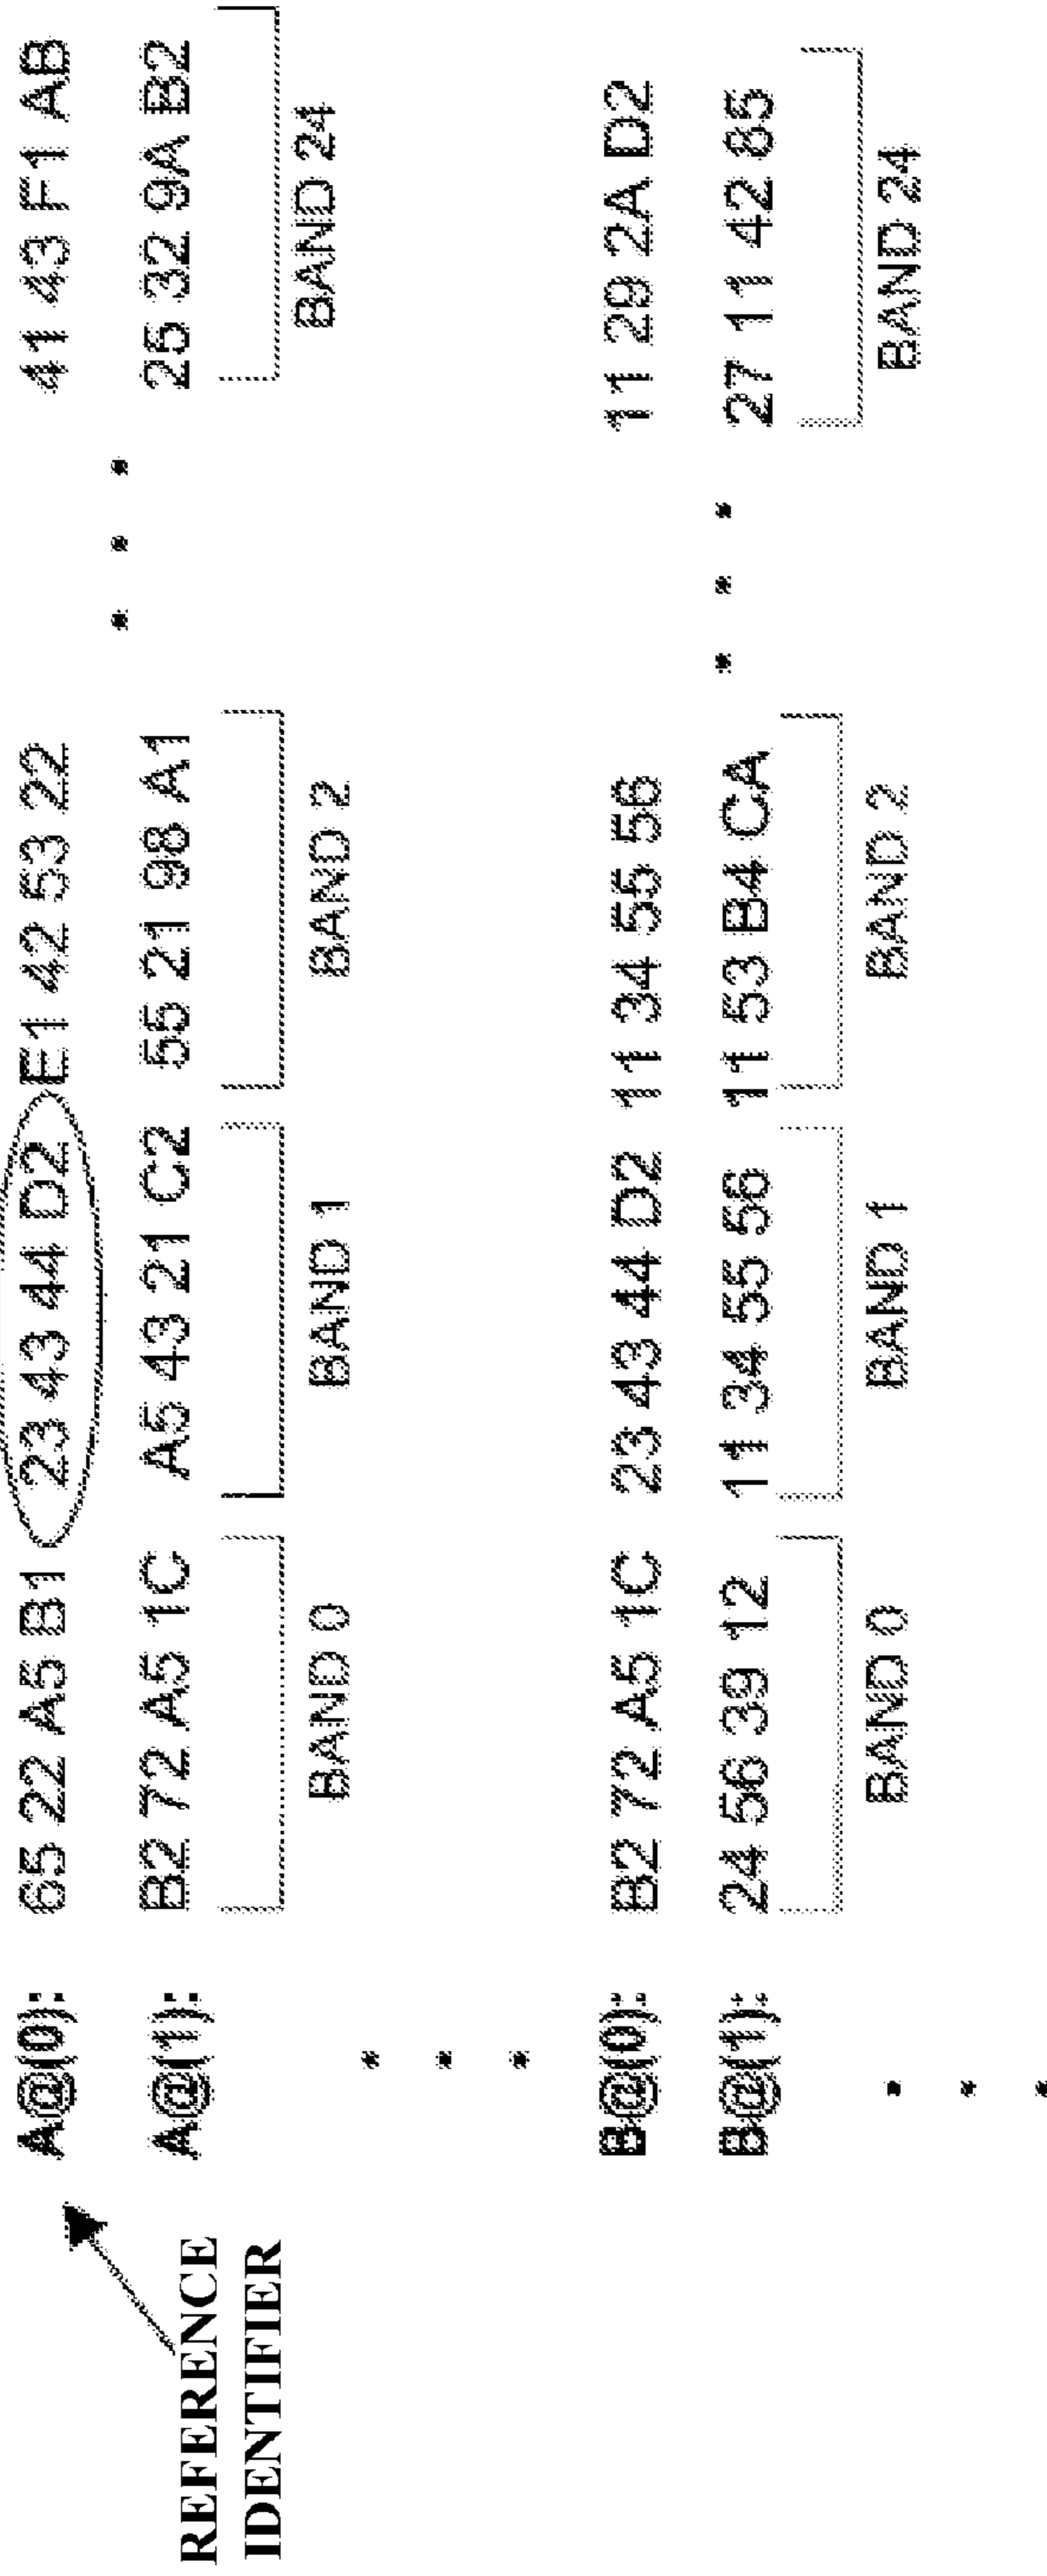 A@(0): 65 22 A5 B1 23 43 44 D2 E1 42 53 22 • • • 41 43 F1 AB
A@(1): B2 72 A5 1C A5 43 21 C2 55 21 98 A1 25 32 9A B2
BAND 0 BAND 1 BAND 2 BAND 24
REFERENCE
IDENTIFIER
B@(0): B2 72 A5 1C 23 43 44 D2 11 34 55 56 11 29 2A D2
B@(1): 24 56 39 12 11 34 55 56 11 53 B4 CA • • • 27 11 42 85
BAND 0 BAND 1 BAND 2 BAND 24